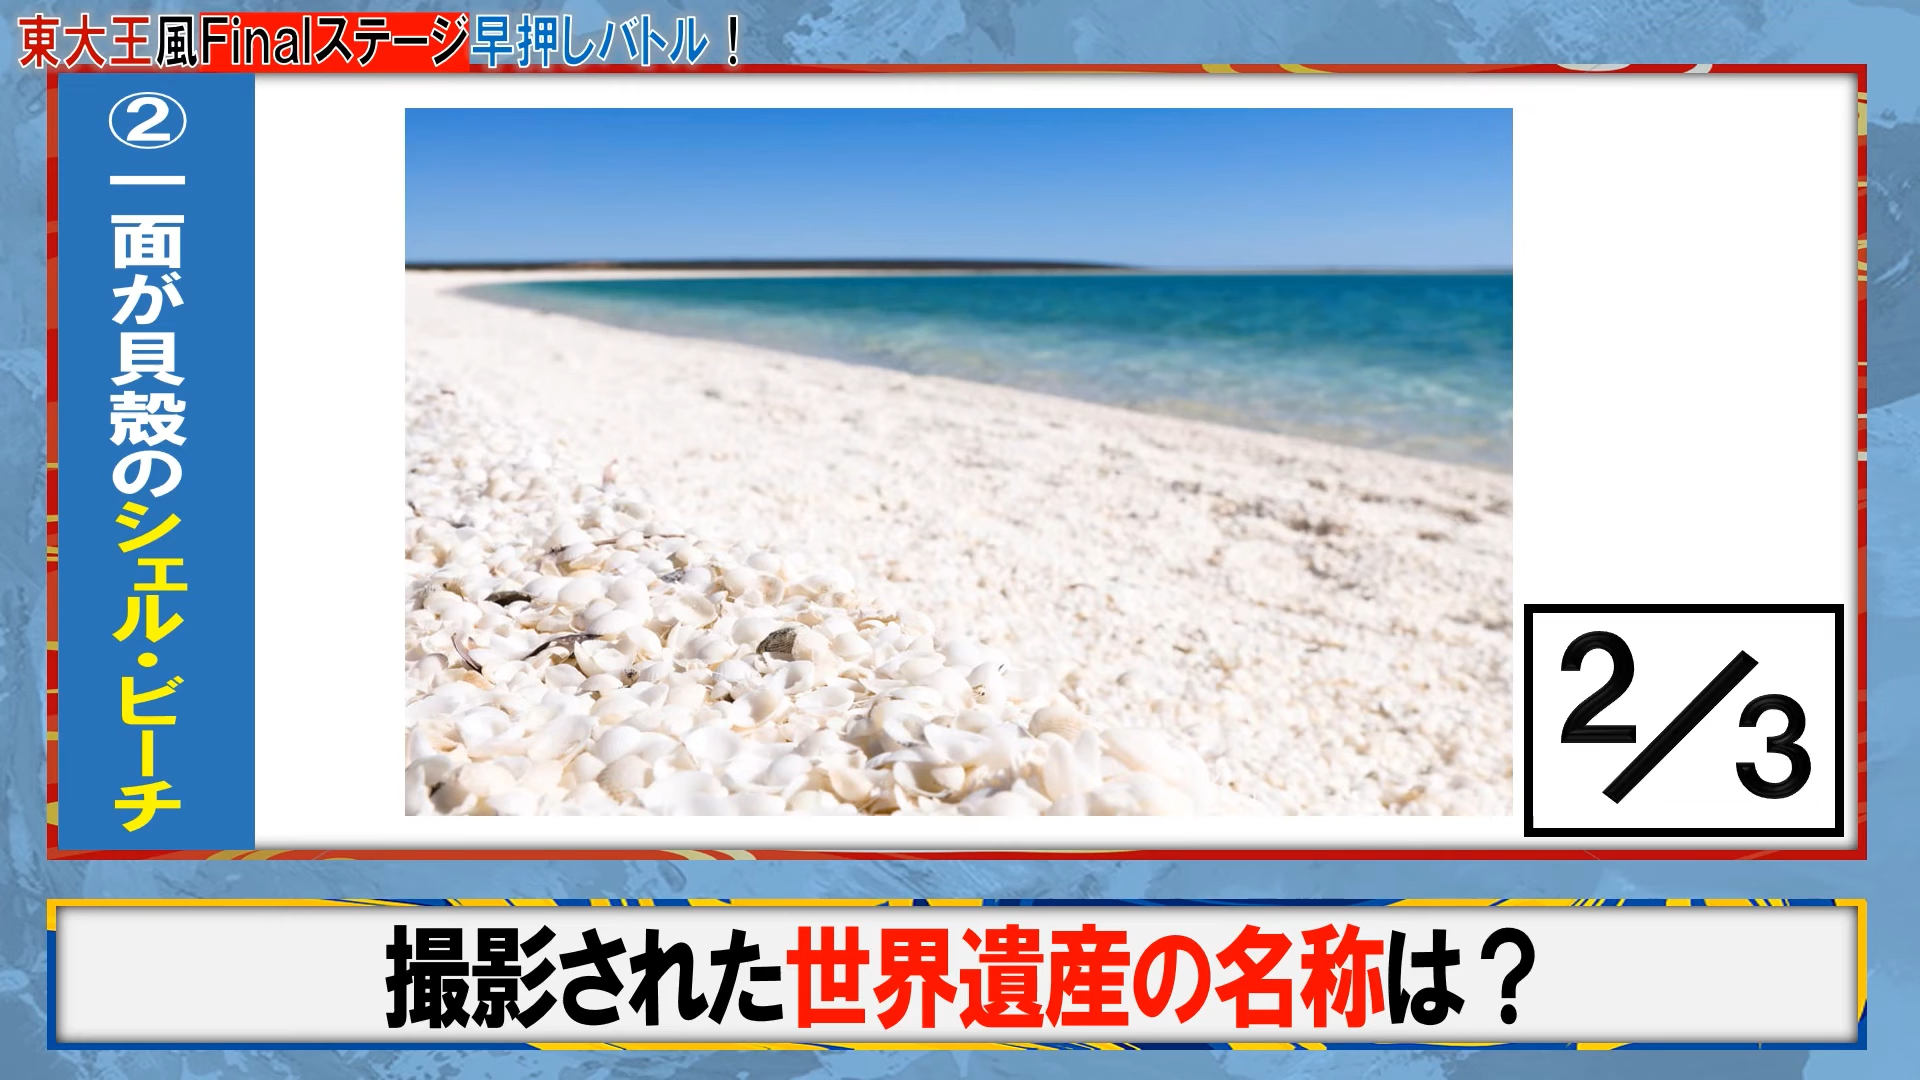 東大王風Finalステージ早押しバトル!
②一面が貝殻のシェル・ビーチ
2/3
撮影された世界遺産の名称は?